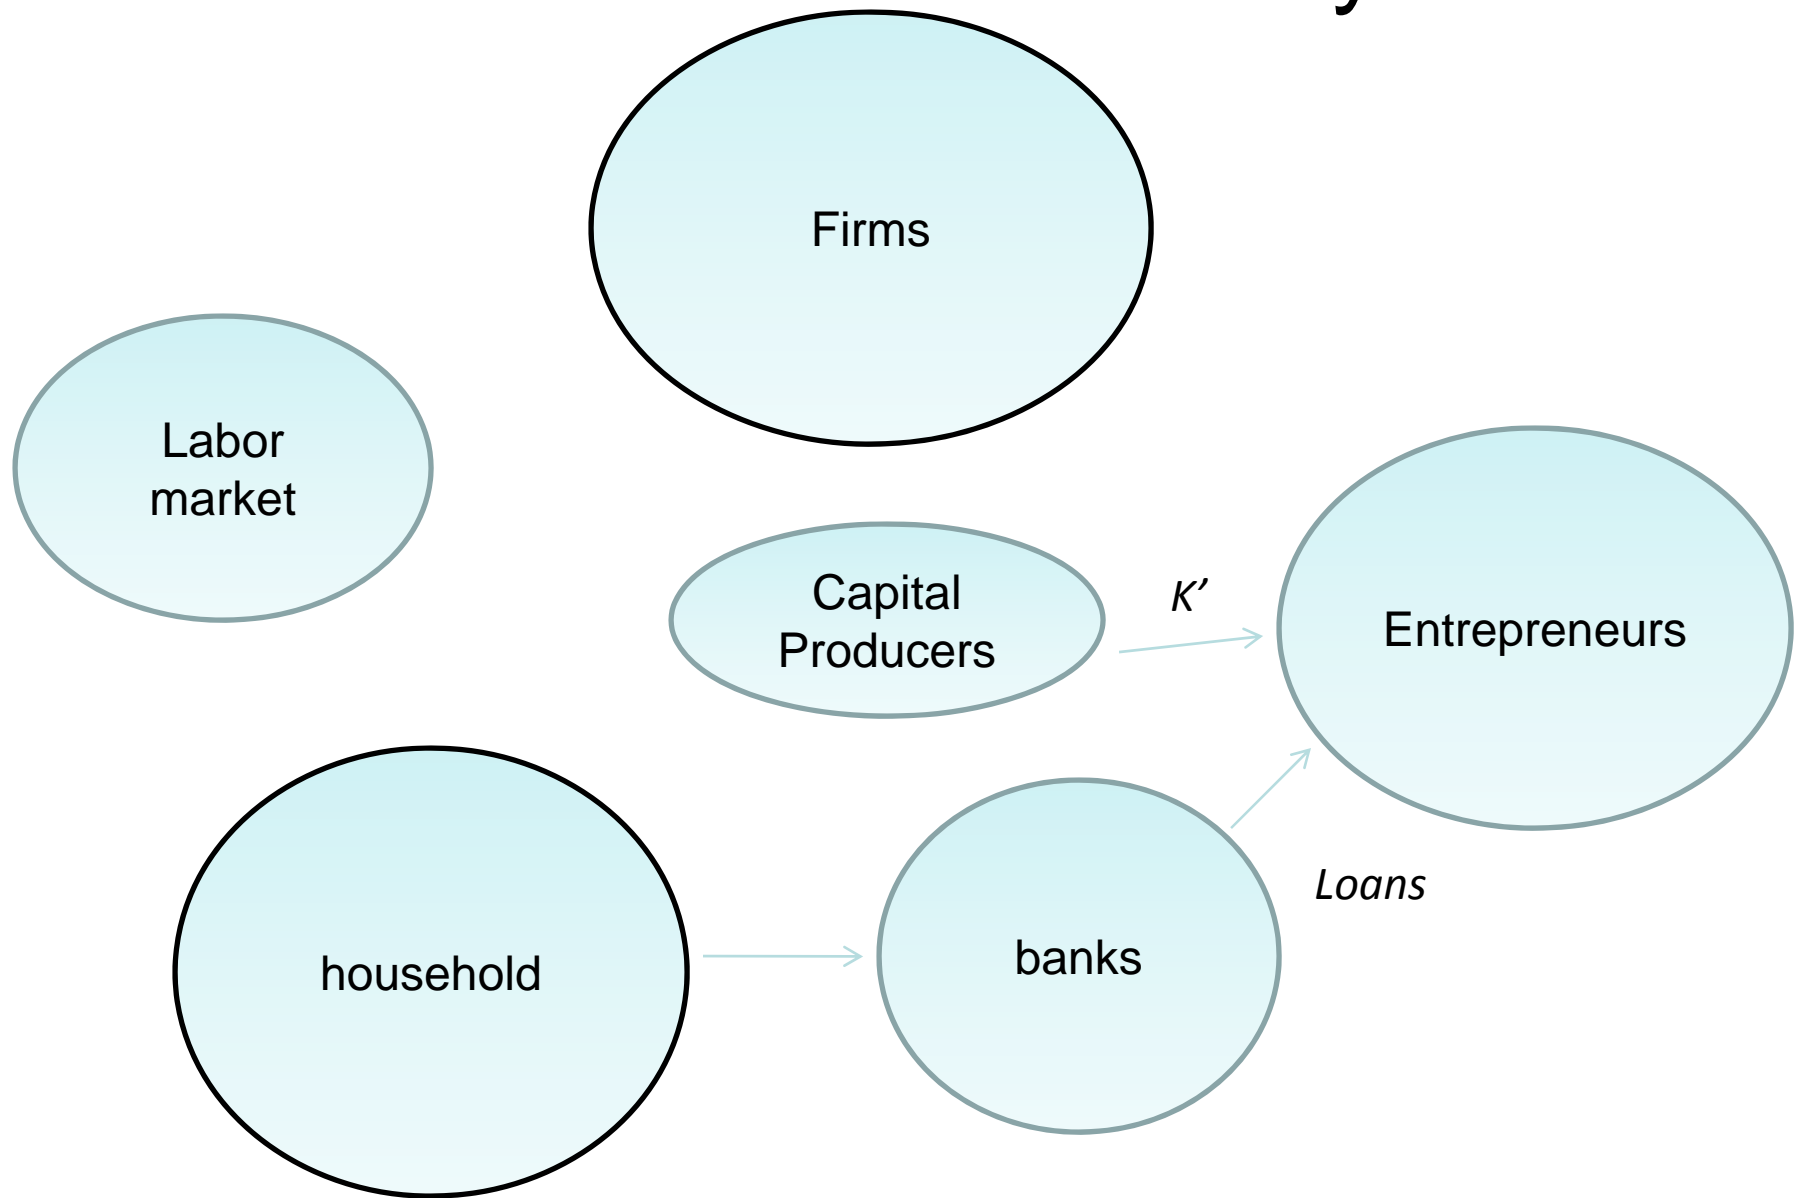 Firms
Labor
market
Capital
Producers
K’
Entrepreneurs
household
banks
Loans